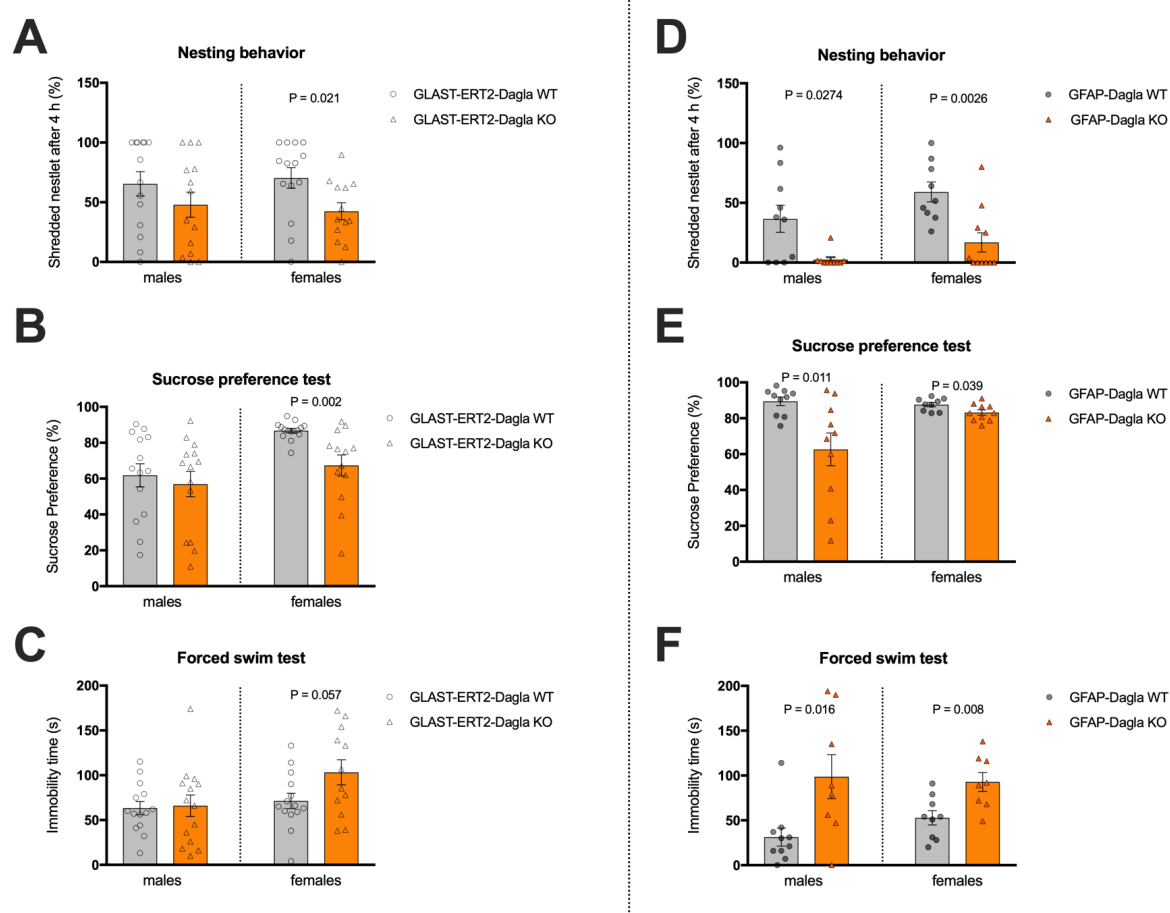 A
Nesting behavior
Shredded nestlet after 4 h (%)
150
100
50
0
P = 0.021
males
females
GLAST-ERT2-Dagla WT
GLAST-ERT2-Dagla KO
B
Sucrose preference test
Sucrose Preference (%)
100
80
60
40
20
0
P = 0.002
males
females
GLAST-ERT2-Dagla WT
GLAST-ERT2-Dagla KO
C
Forced swim test
Immobility time (s)
200
150
100
50
0
P = 0.057
males
females
GLAST-ERT2-Dagla WT
GLAST-ERT2-Dagla KO
D
Nesting behavior
Shredded nestlet after 4 h (%)
150
100
50
0
P = 0.0274
P = 0.0026
males
females
GFAP-Dagla WT
GFAP-Dagla KO
E
Sucrose preference test
Sucrose Preference (%)
100
80
60
40
20
0
P = 0.011
P = 0.039
males
females
GFAP-Dagla WT
GFAP-Dagla KO
F
Forced swim test
Immobility time (s)
200
150
100
50
0
P = 0.016
P = 0.008
males
females
GFAP-Dagla WT
GFAP-Dagla KO